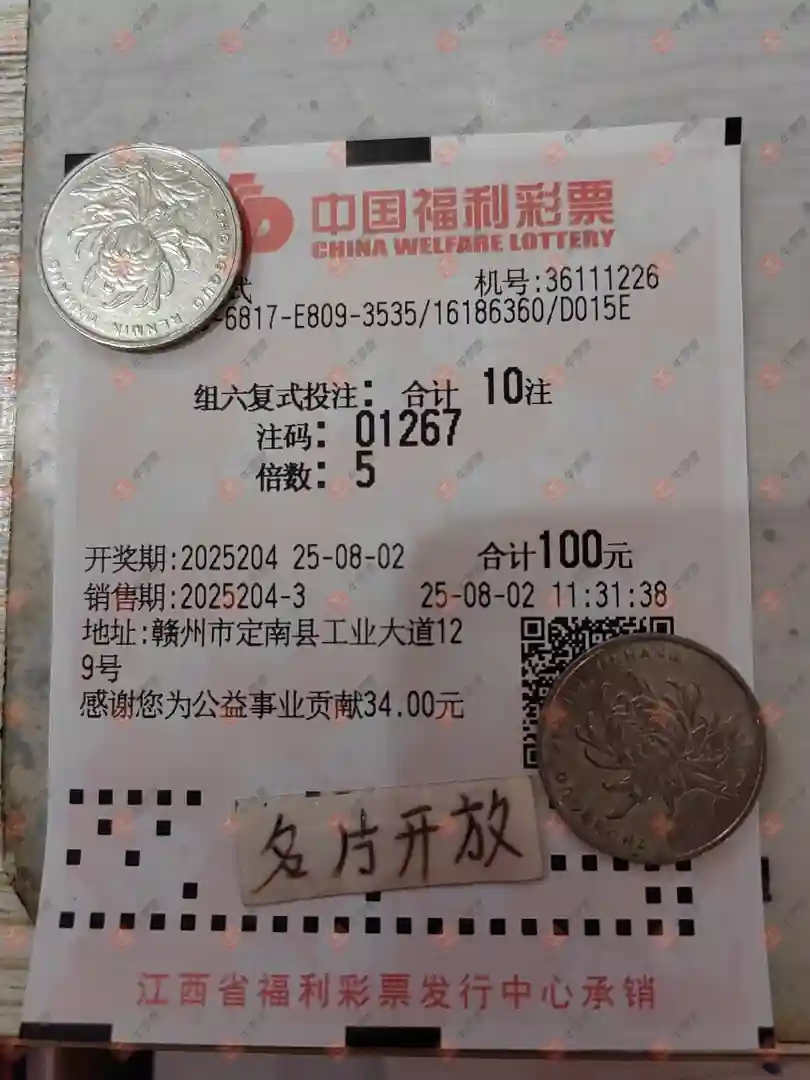 中国福利彩票
CHINA WELFARE LOTTERY
式 机号:36111226
-6817-E809-3535/16186360/D015E
组六复式投注: 合计 10注
注码: 01267
倍数: 5
开奖期:2025204 25-08-02 合计100元
销售期:2025204-3 25-08-02 11:31:38
地址:赣州市定南县工业大道12
9号
感谢您为公益事业贡献34.00元
名片开放
江西省福利彩票发行中心承销